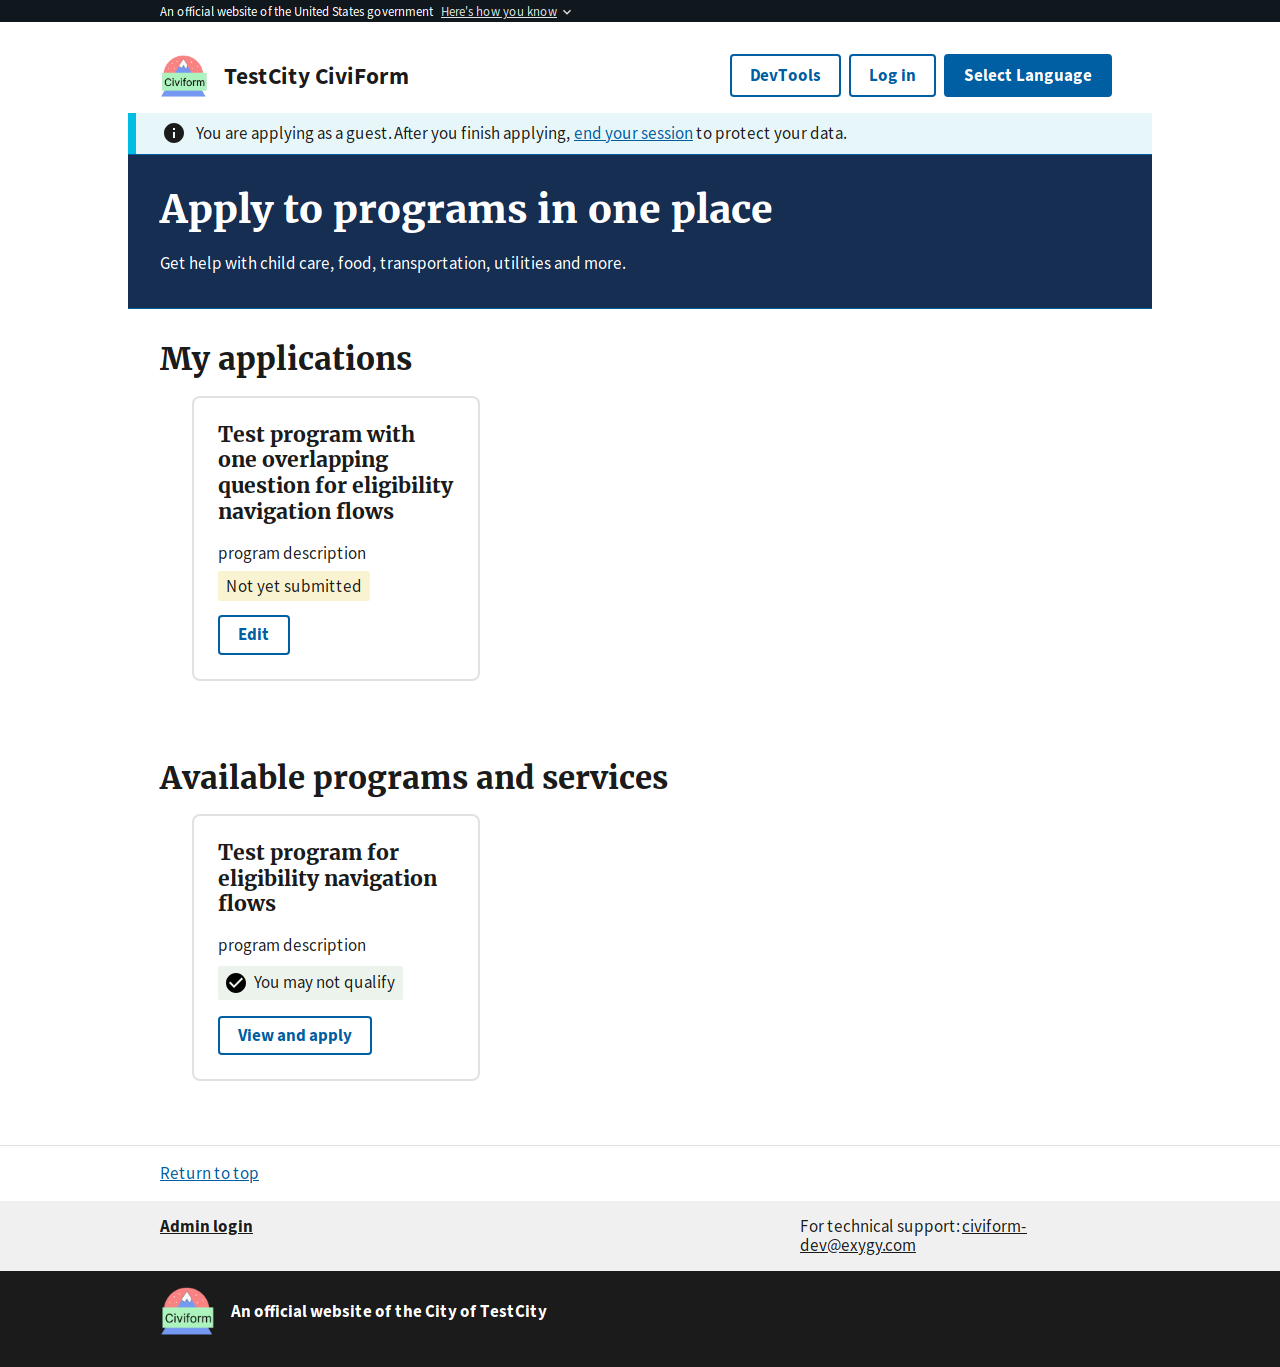 An official website of the United States government Here's how you know
Civiform
TestCity CiviForm
DevTools
Log in
Select Language
You are applying as a guest. After you finish applying, end your session to protect your data.
Apply to programs in one place
Get help with child care, food, transportation, utilities and more.
My applications
Test program with
one overlapping
question for eligibility
navigation flows
program description
Not yet submitted
Edit
Available programs and services
Test program for
eligibility navigation
flows
program description
You may not qualify
View and apply
Return to top
Admin login
For technical support: civiform-
dev@exygy.com
Civiform
An official website of the City of TestCity